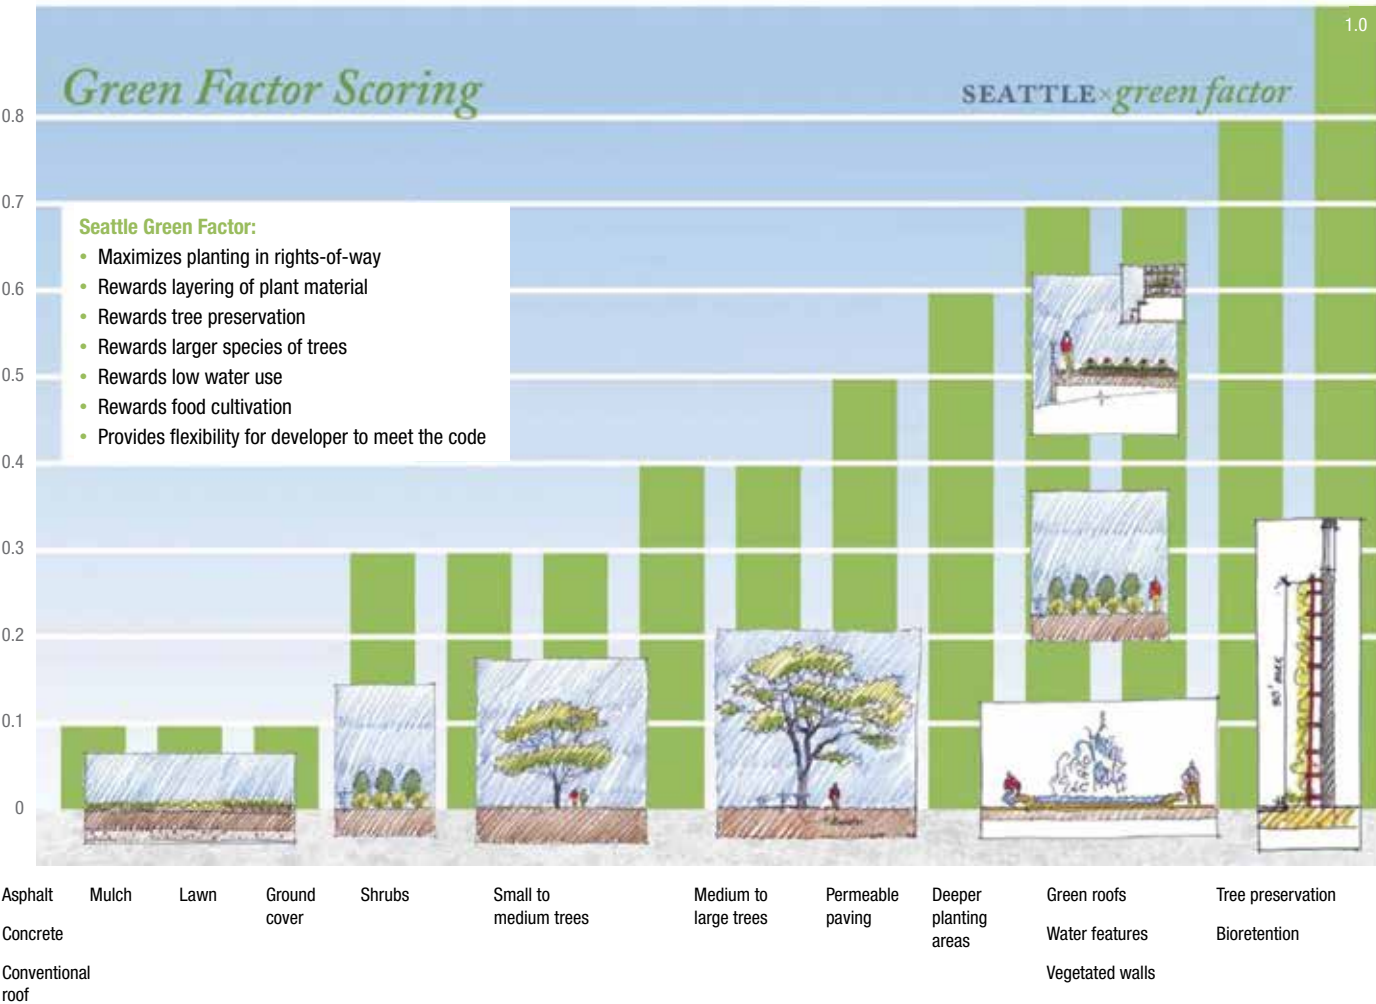 1.0
Green Factor Scoring
SEATTLE×green factor
0.8
0.7
Seattle Green Factor:
• Maximizes planting in rights-of-way
• Rewards layering of plant material
0.6
• Rewards tree preservation
• Rewards larger species of trees
0.5
• Rewards low water use
• Rewards food cultivation
• Provides flexibility for developer to meet the code
0.4
0.3
0.2
0.1
0
Asphalt
Mulch
Lawn
Ground
cover
Shrubs
Small to
medium trees
Medium to
large trees
Permeable
paving
Deeper
planting
areas
Green roofs
Tree preservation
Concrete
Water features
Bioretention
Conventional
roof
Vegetated walls